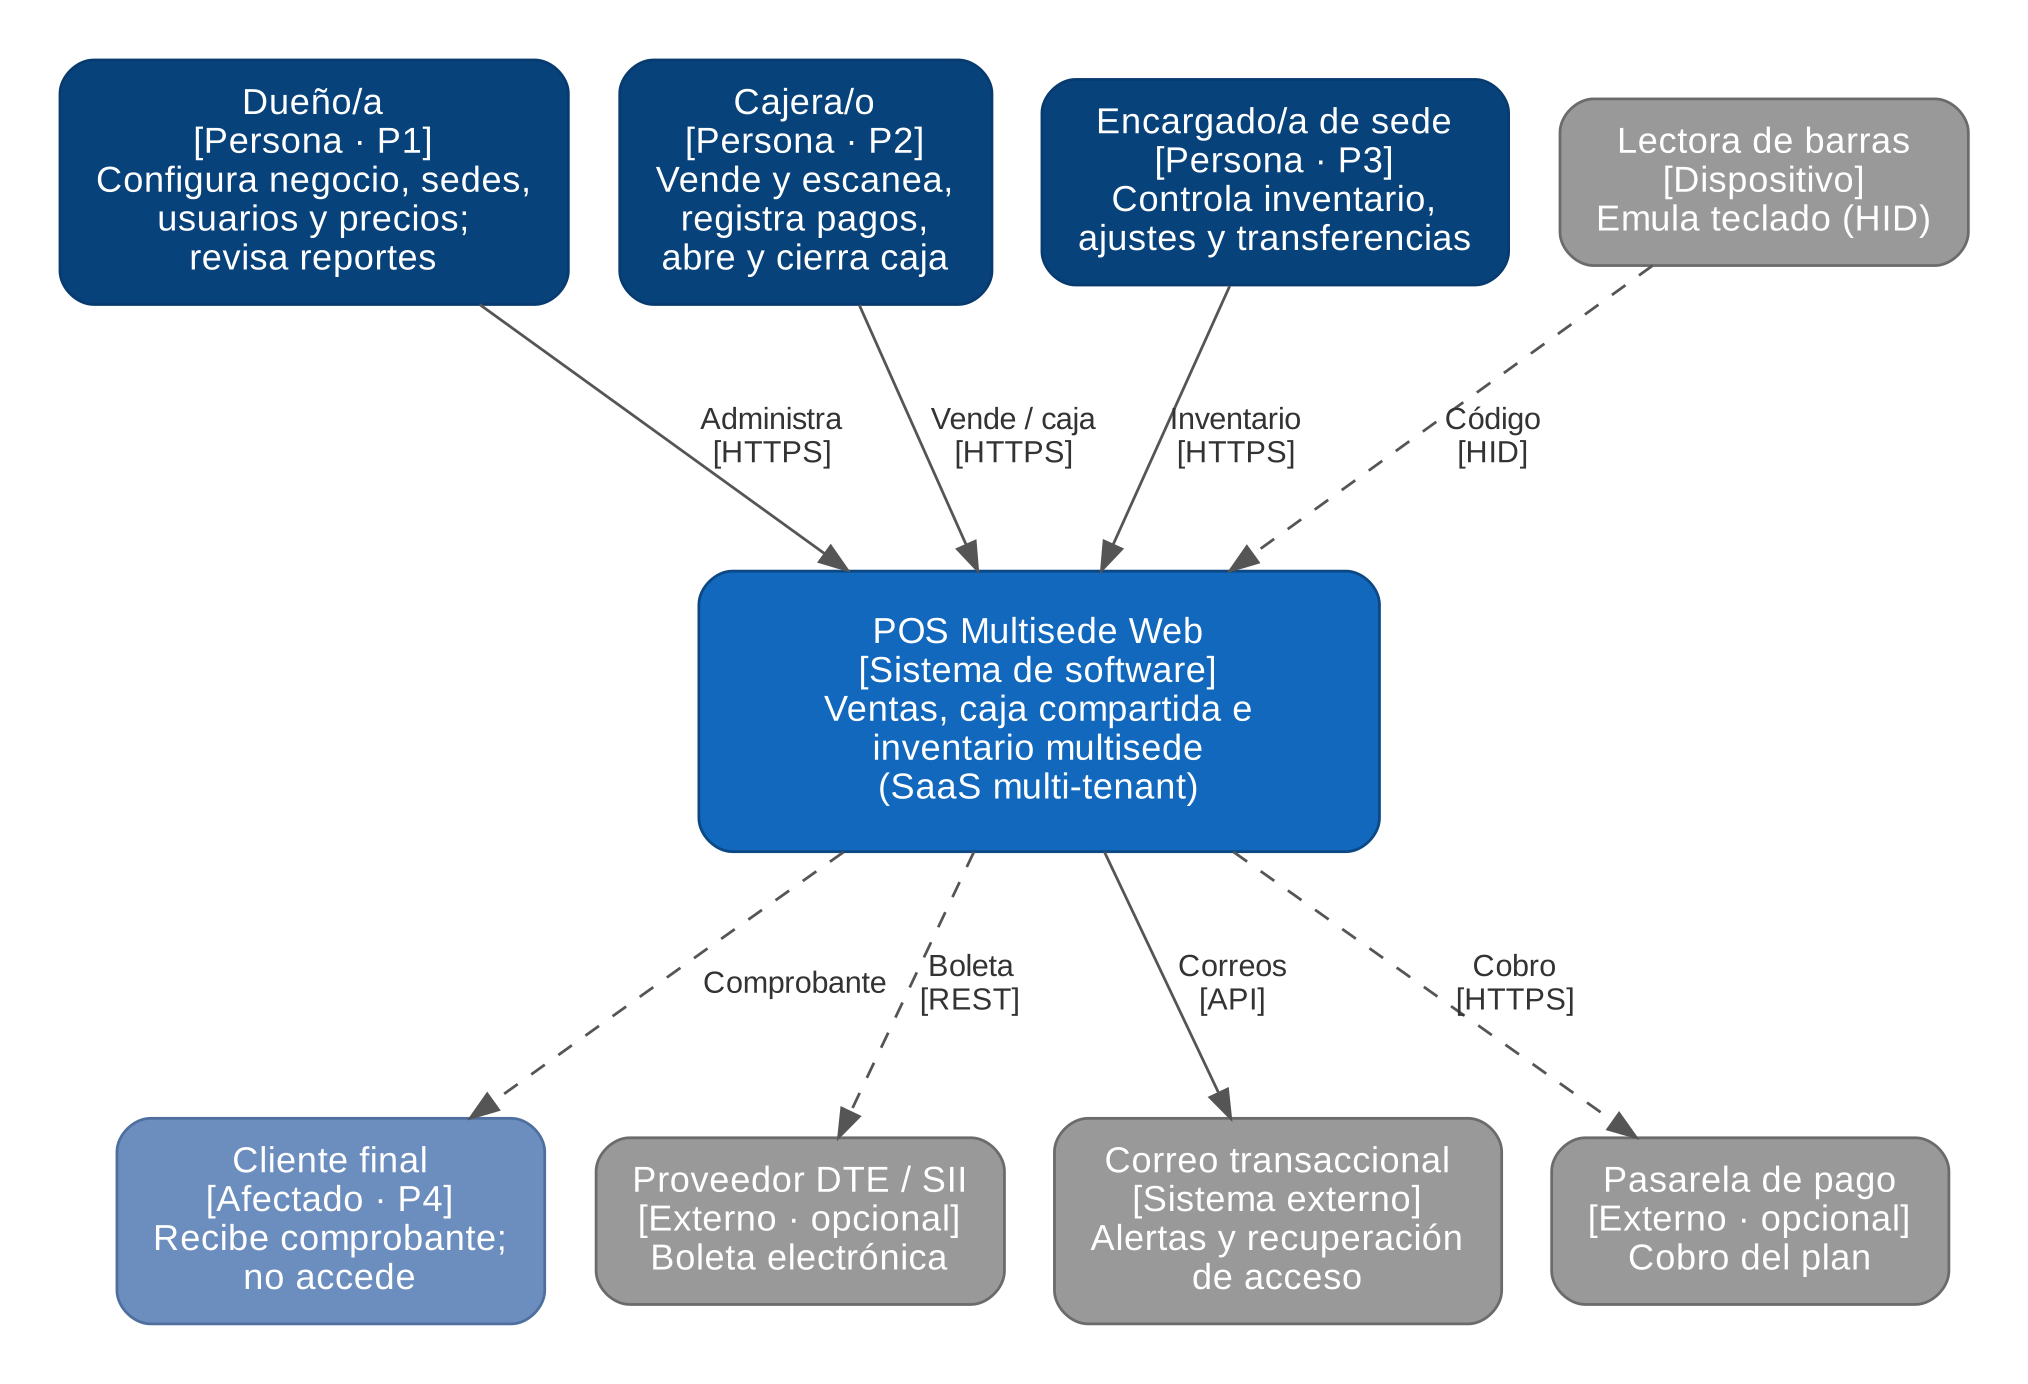 Dueño/a
[Persona · P1]
Configura negocio, sedes,
usuarios y precios;
revisa reportes
Cajera/o
[Persona · P2]
Vende y escanea,
registra pagos,
abre y cierra caja
Encargado/a de sede
[Persona · P3]
Controla inventario,
ajustes y transferencias
Lectora de barras
[Dispositivo]
Emula teclado (HID)
Administra
[HTTPS]
Vende / caja
[HTTPS]
Inventario
[HTTPS]
Código
[HID]
POS Multisede Web
[Sistema de software]
Ventas, caja compartida e
inventario multisede
(SaaS multi-tenant)
Comprobante
Boleta
[REST]
Correos
[API]
Cobro
[HTTPS]
Cliente final
[Afectado · P4]
Recibe comprobante;
no accede
Proveedor DTE / SII
[Externo · opcional]
Boleta electrónica
Correo transaccional
[Sistema externo]
Alertas y recuperación
de acceso
Pasarela de pago
[Externo · opcional]
Cobro del plan